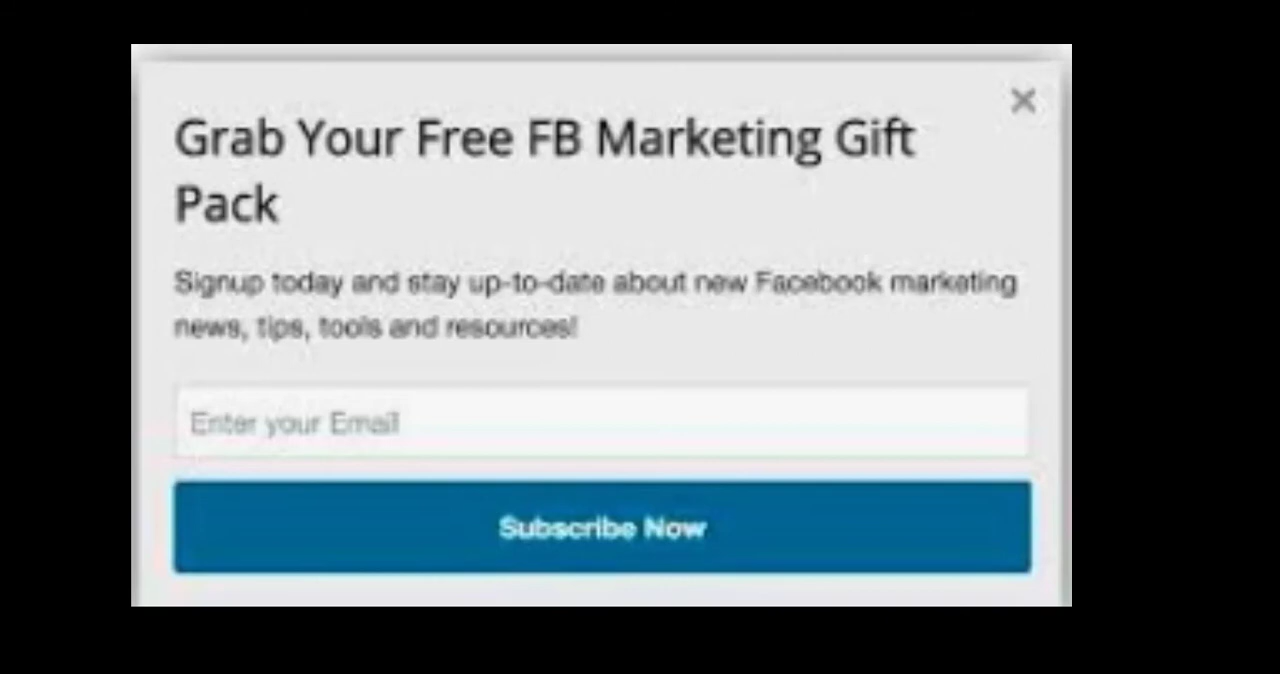 Grab Your Free FB Marketing Gift
Pack
Signup today and stay up-to-date about new Facebook marketing
news, tips, tools and resources!
Enter your Email
Subscribe Now